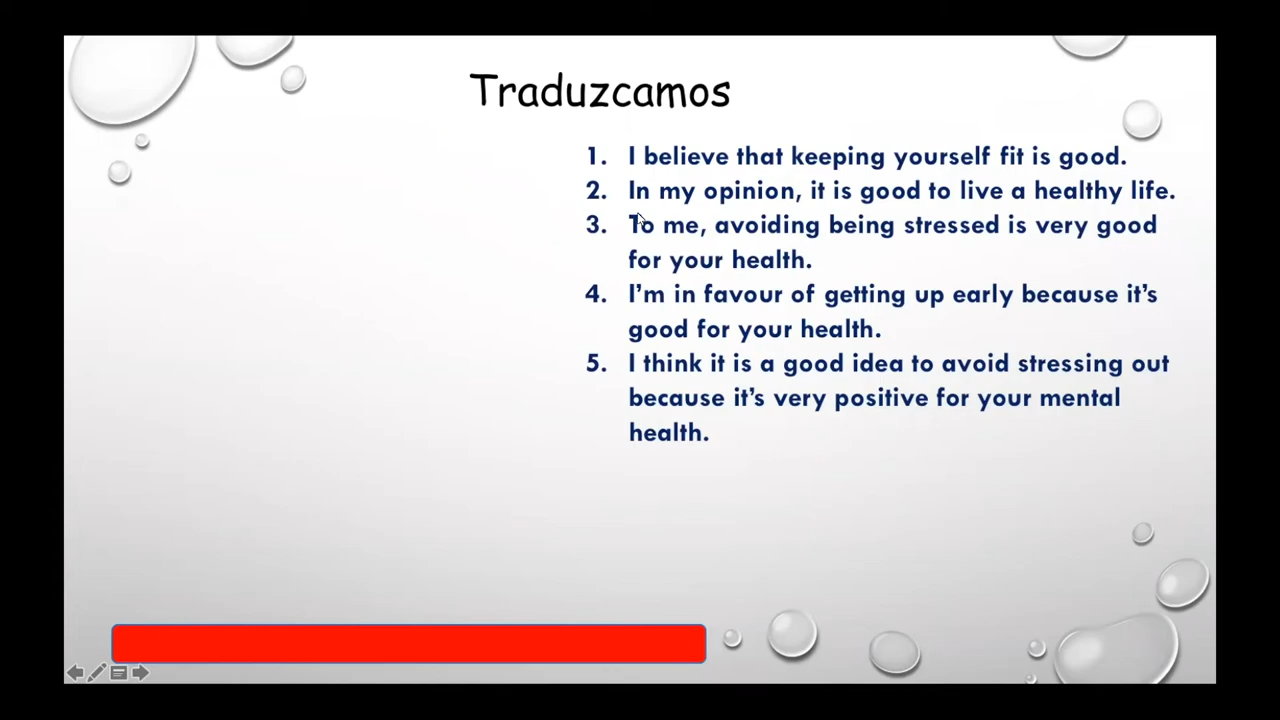 Traduzcamos
1. I believe that keeping yourself fit is good.
2. In my opinion, it is good to live a healthy life.
3. To me, avoiding being stressed is very good
for your health.
4. I’m in favour of getting up early because it’s
good for your health.
5. I think it is a good idea to avoid stressing out
because it’s very positive for your mental
health.